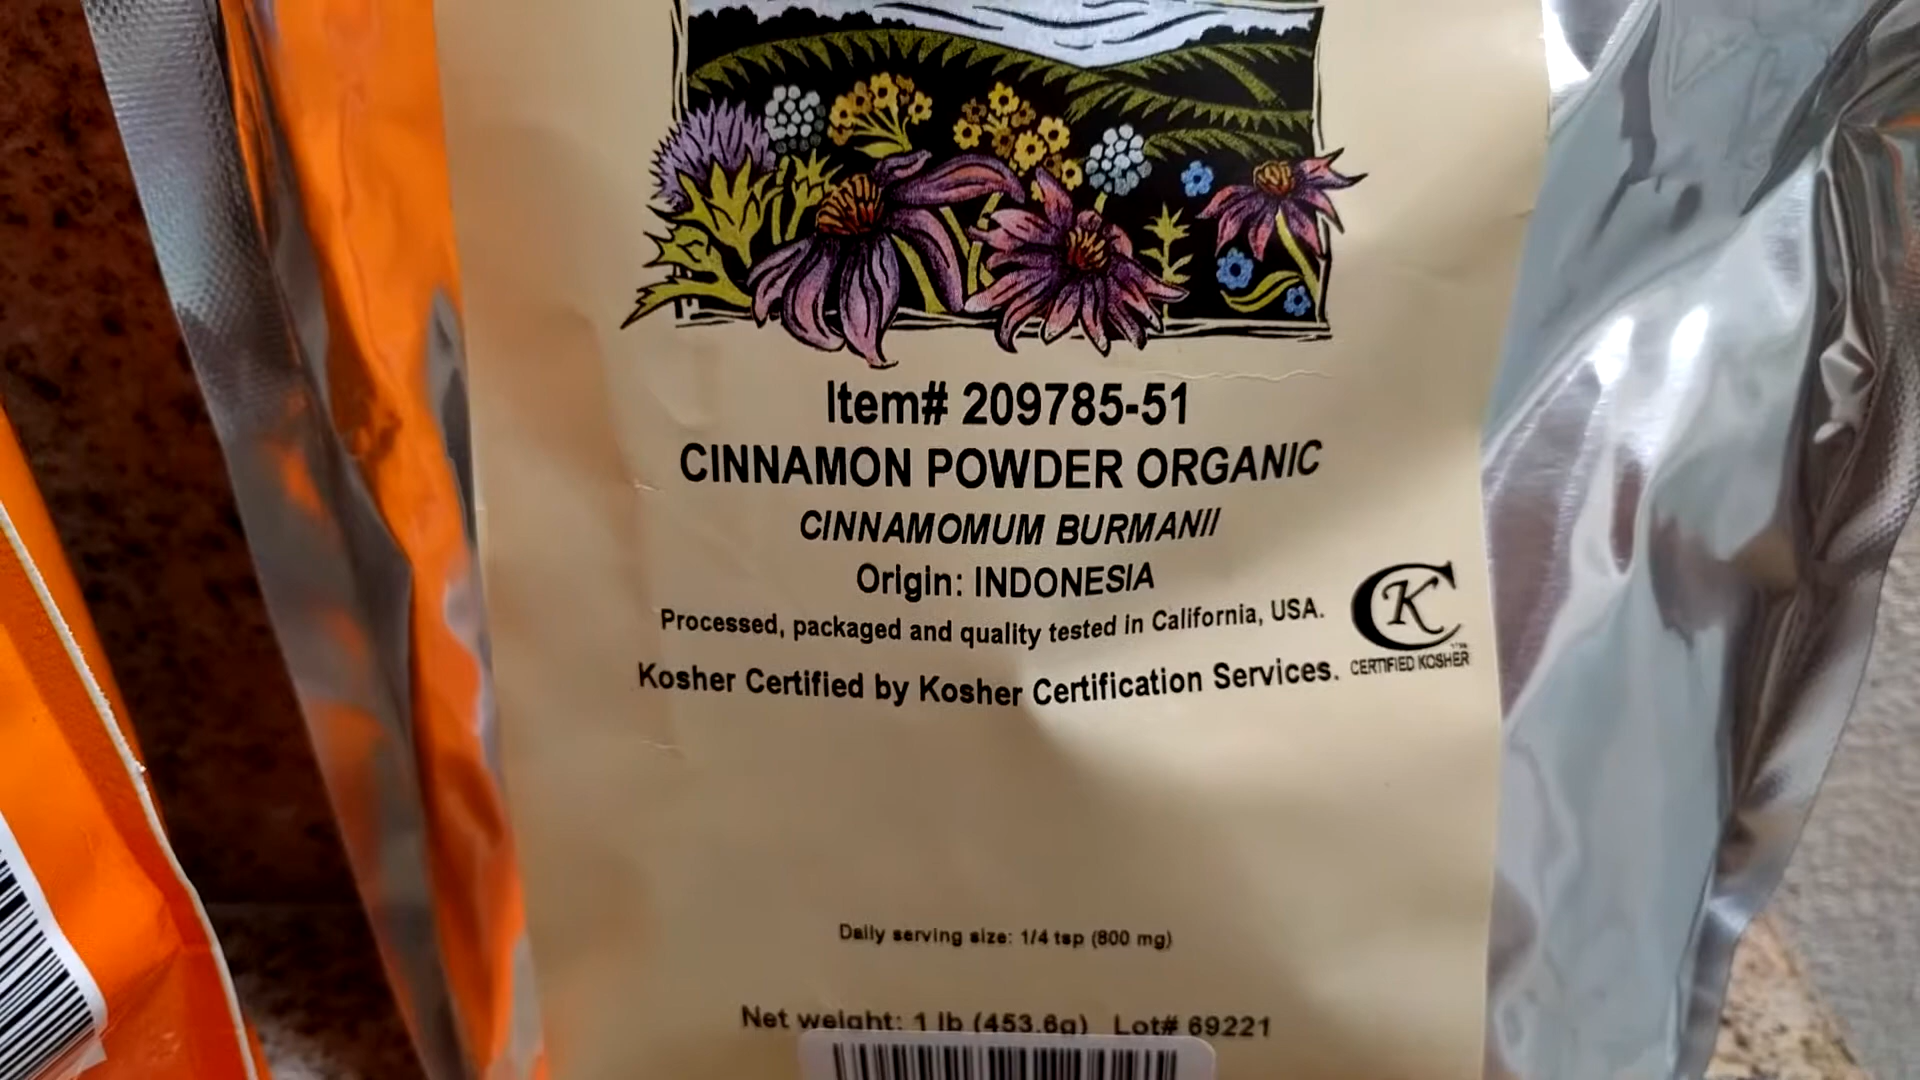 Item# 209785-51
CINNAMON POWDER ORGANIC
CINNAMOMUM BURMANII
Origin: INDONESIA
Processed, packaged and quality tested in California, USA.
Kosher Certified by Kosher Certification Services.
CK
CERTIFIED KOSHER
Daily serving size: 1/4 tsp (800 mg)
Net weight: 1 lb (453.6g) Lot# 69221